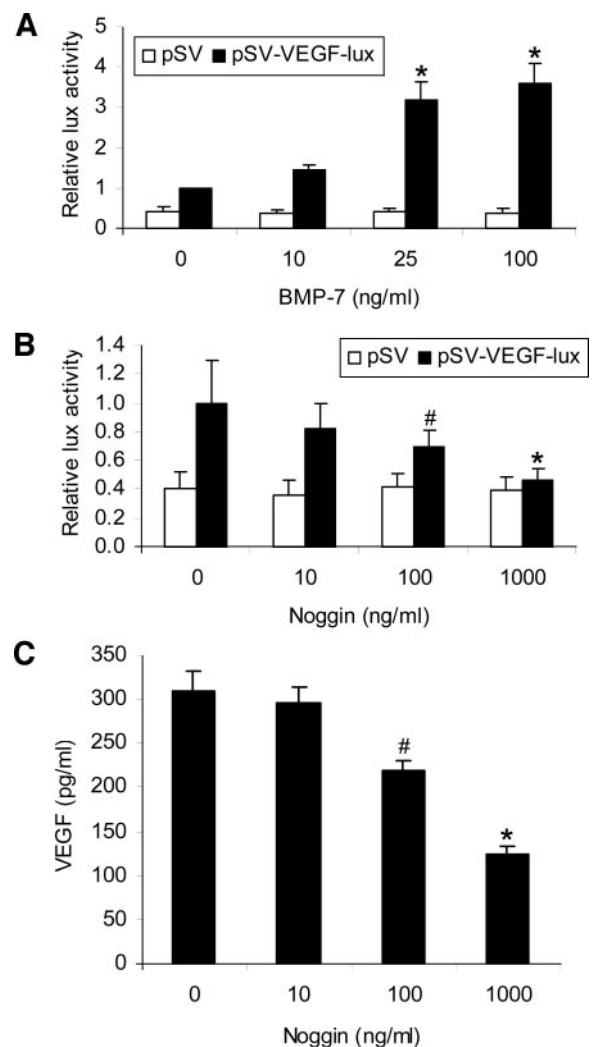 A
Relative lux activity
5
4
3
2
1
0
□ pSV ■ pSV-VEGF-lux
*
*
0 10 25 100
BMP-7 (ng/ml)
B
Relative lux activity
1.4
1.2
1.0
0.8
0.6
0.4
0.2
0.0
□ pSV ■ pSV-VEGF-lux
#
*
0 10 100 1000
Noggin (ng/ml)
C
VEGF (pg/ml)
350
300
250
200
150
100
50
0
#
*
0 10 100 1000
Noggin (ng/ml)